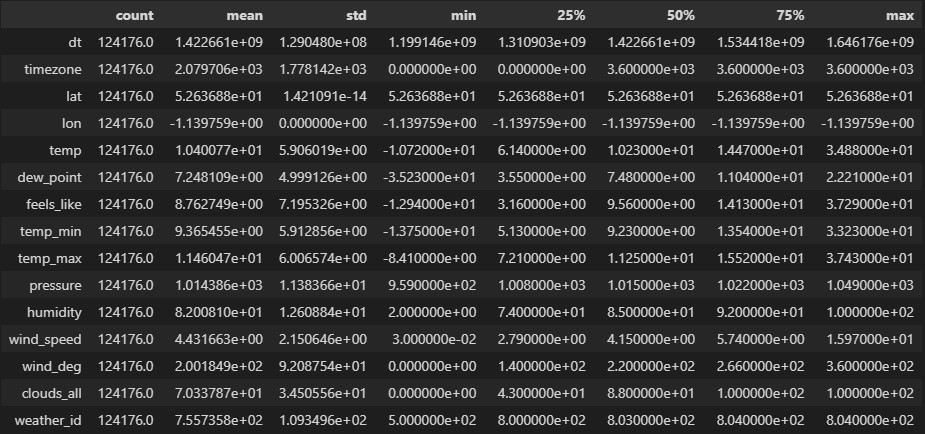 count mean std min 25% 50% 75% max
dt 124176.0 1.422661e+09 1.290480e+08 1.199146e+09 1.310903e+09 1.422661e+09 1.534418e+09 1.646176e+09
timezone 124176.0 2.079706e+03 1.778142e+03 0.000000e+00 0.000000e+00 3.600000e+03 3.600000e+03 3.600000e+03
lat 124176.0 5.263688e+01 1.421091e-14 5.263688e+01 5.263688e+01 5.263688e+01 5.263688e+01 5.263688e+01
lon 124176.0 -1.139759e+00 0.000000e+00 -1.139759e+00 -1.139759e+00 -1.139759e+00 -1.139759e+00 -1.139759e+00
temp 124176.0 1.040077e+01 5.906019e+00 -1.072000e+01 6.140000e+00 1.023000e+01 1.447000e+01 3.488000e+01
dew_point 124176.0 7.248109e+00 4.999126e+00 -3.523000e+01 3.550000e+00 7.480000e+00 1.104000e+01 2.221000e+01
feels_like 124176.0 8.762749e+00 7.195326e+00 -1.294000e+01 3.160000e+00 9.560000e+00 1.413000e+01 3.729000e+01
temp_min 124176.0 9.365455e+00 5.912856e+00 -1.375000e+01 5.130000e+00 9.230000e+00 1.354000e+01 3.323000e+01
temp_max 124176.0 1.146047e+01 6.006574e+00 -8.410000e+00 7.210000e+00 1.125000e+01 1.552000e+01 3.743000e+01
pressure 124176.0 1.014386e+03 1.138366e+01 9.590000e+02 1.008000e+03 1.015000e+03 1.022000e+03 1.049000e+03
humidity 124176.0 8.200810e+01 1.260884e+01 2.000000e+00 7.400000e+01 8.500000e+01 9.200000e+01 1.000000e+02
wind_speed 124176.0 4.431663e+00 2.150646e+00 3.000000e-02 2.790000e+00 4.150000e+00 5.740000e+00 1.597000e+01
wind_deg 124176.0 2.001849e+02 9.208754e+01 0.000000e+00 1.400000e+02 2.200000e+02 2.660000e+02 3.600000e+02
clouds_all 124176.0 7.033787e+01 3.450556e+01 0.000000e+00 4.300000e+01 8.800000e+01 1.000000e+02 1.000000e+02
weather_id 124176.0 7.557358e+02 1.093496e+02 5.000000e+02 8.000000e+02 8.030000e+02 8.040000e+02 8.040000e+02